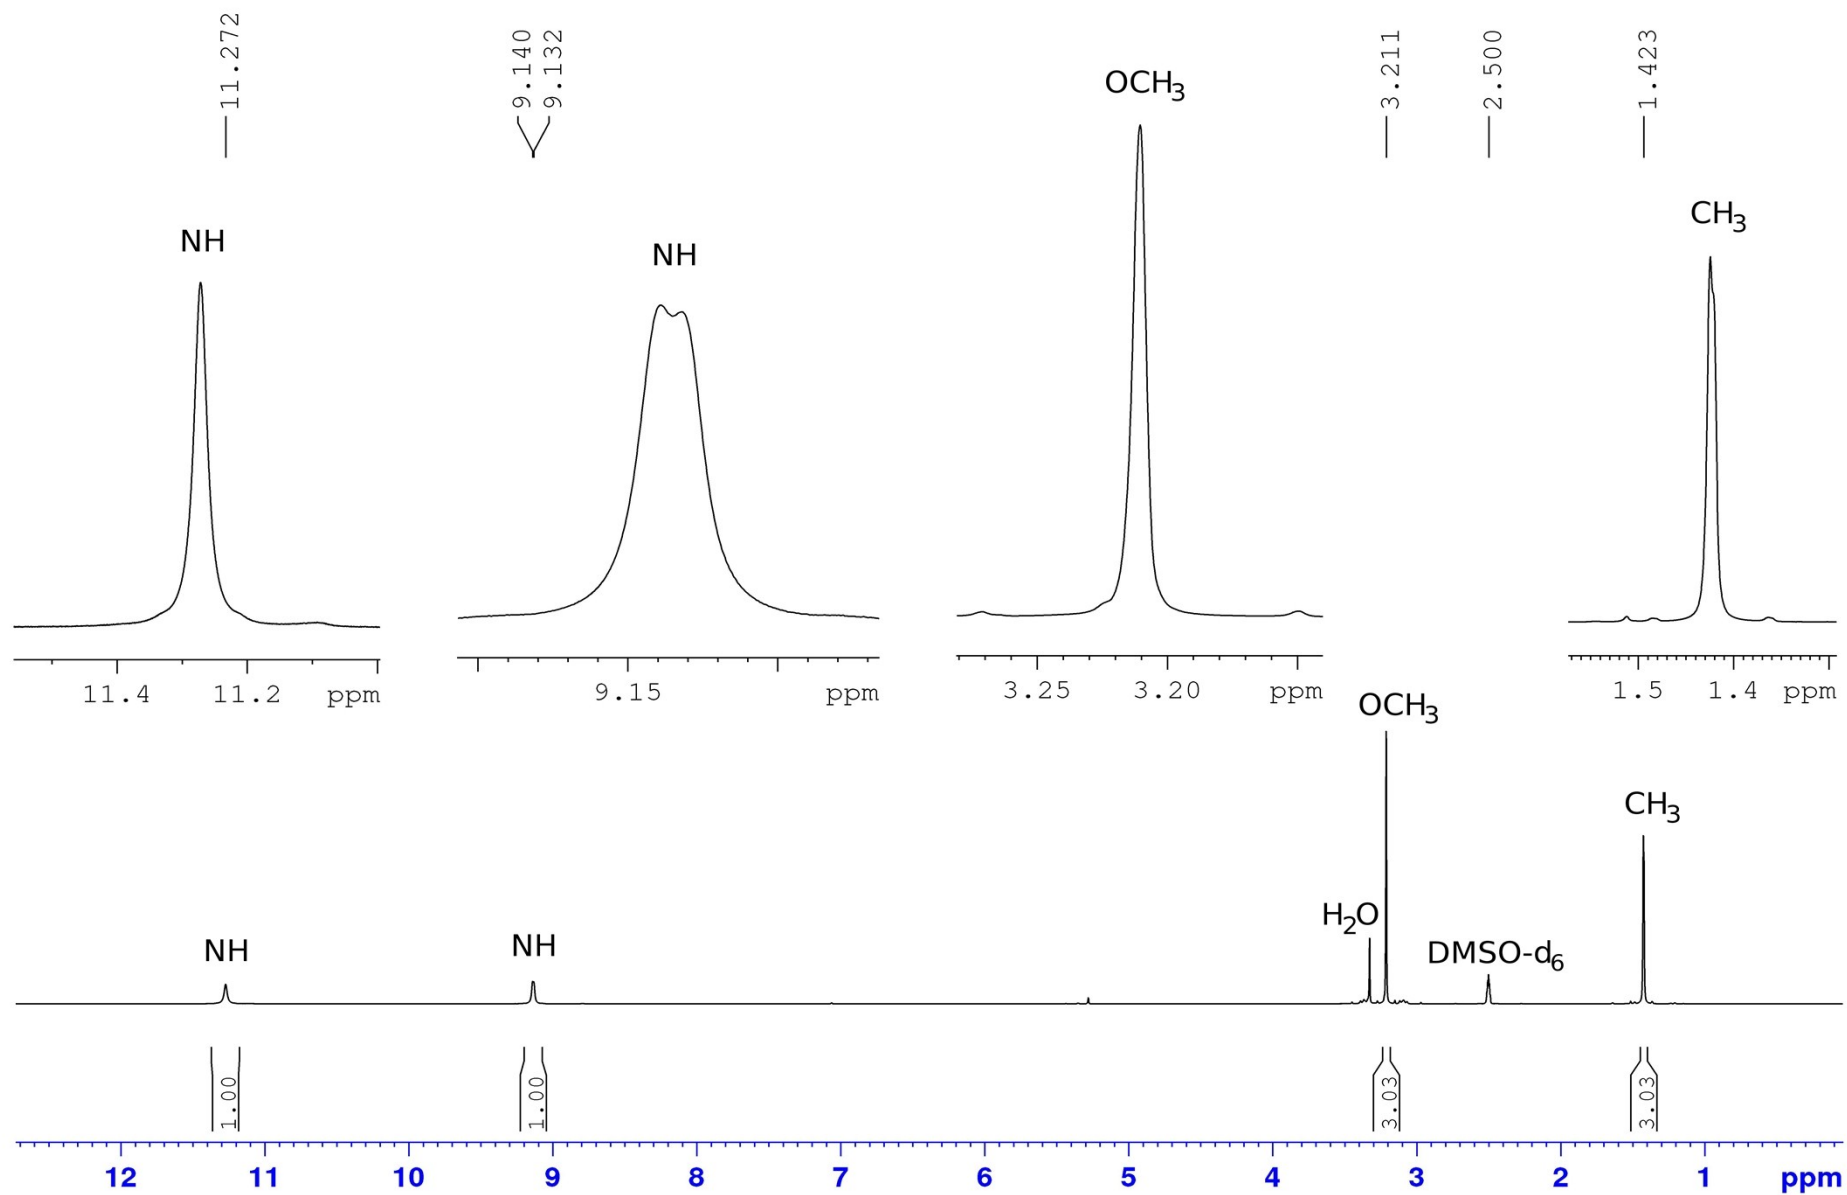 11.272
9.140
9.132
3.211
2.500
1.423
OCH3
CH3
NH
NH
11.4 11.2 ppm
9.15 ppm
3.25 3.20 ppm
1.5 1.4 ppm
OCH3
CH3
H2O
NH
NH
DMSO-d6
1.00
1.00
3.03
3.03
12 11 10 9 8 7 6 5 4 3 2 1 ppm